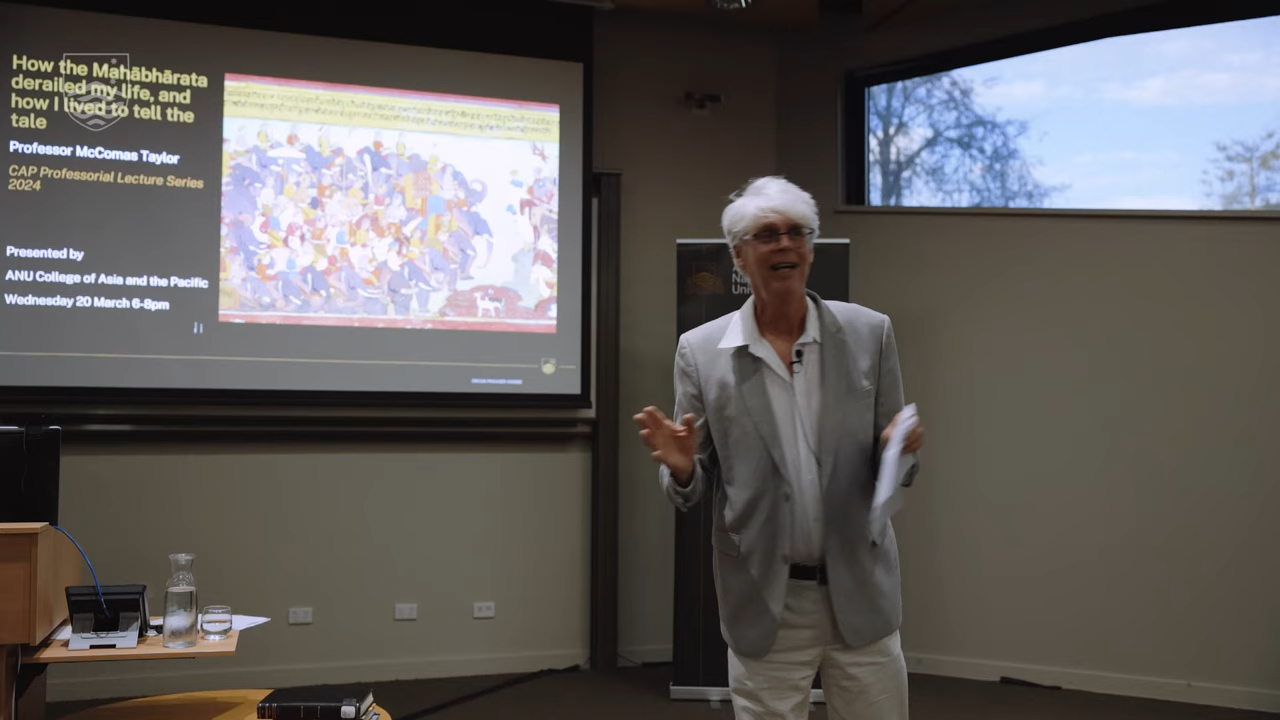 How the Mahābhārata
derailed my life, and
how I lived to tell the
tale
Professor McComas Taylor
CAP Professorial Lecture Series
2024
Presented by
ANU College of Asia and the Pacific
Wednesday 20 March 6-8pm